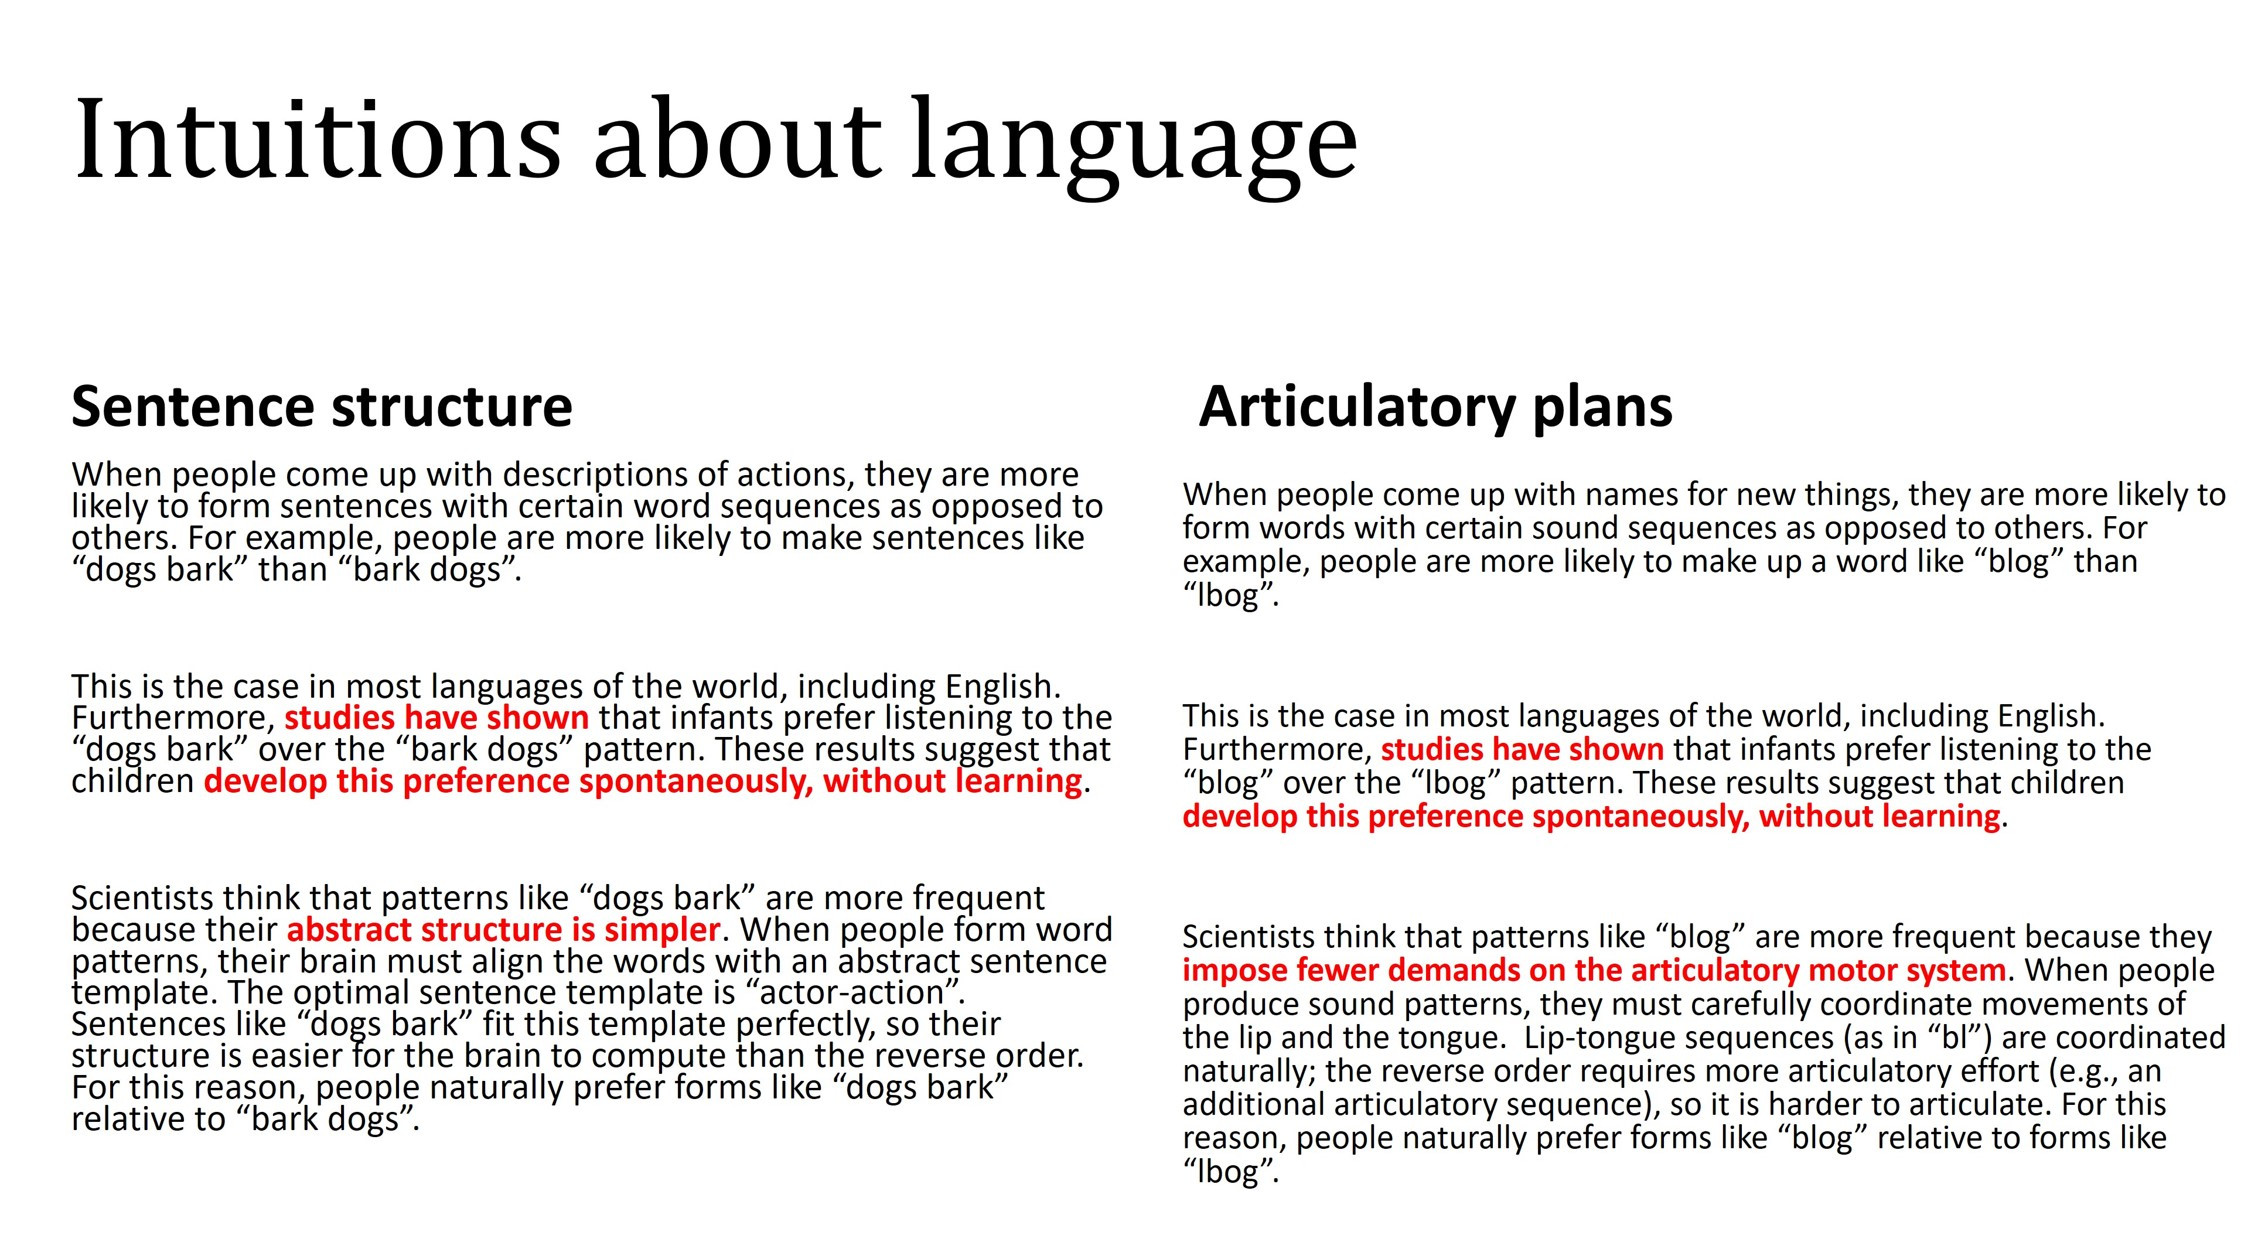 Intuitions about language
Sentence structure
When people come up with descriptions of actions, they are more
likely to form sentences with certain word sequences as opposed to
others. For example, people are more likely to make sentences like
“dogs bark” than “bark dogs”.
This is the case in most languages of the world, including English.
Furthermore, studies have shown that infants prefer listening to the
“dogs bark” over the “bark dogs” pattern. These results suggest that
children develop this preference spontaneously, without learning.
Scientists think that patterns like “dogs bark” are more frequent
because their abstract structure is simpler. When people form word
patterns, their brain must align the words with an abstract sentence
template. The optimal sentence template is “actor-action”.
Sentences like “dogs bark” fit this template perfectly, so their
structure is easier for the brain to compute than the reverse order.
For this reason, people naturally prefer forms like “dogs bark”
relative to “bark dogs”.
Articulatory plans
When people come up with names for new things, they are more likely to
form words with certain sound sequences as opposed to others. For
example, people are more likely to make up a word like “blog” than
“lbog”.
This is the case in most languages of the world, including English.
Furthermore, studies have shown that infants prefer listening to the
“blog” over the “lbog” pattern. These results suggest that children
develop this preference spontaneously, without learning.
Scientists think that patterns like “blog” are more frequent because they
impose fewer demands on the articulatory motor system. When people
produce sound patterns, they must carefully coordinate movements of
the lip and the tongue.  Lip-tongue sequences (as in “bl”) are coordinated
naturally; the reverse order requires more articulatory effort (e.g., an
additional articulatory sequence), so it is harder to articulate. For this
reason, people naturally prefer forms like “blog” relative to forms like
“lbog”.